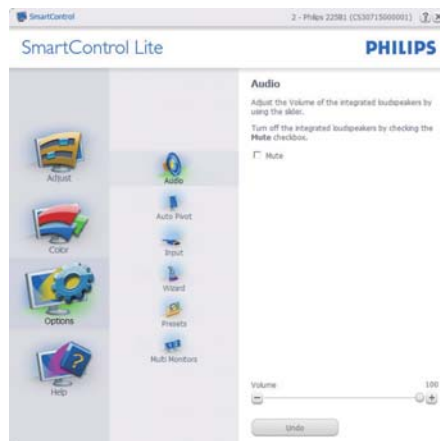 SmartControl
2 - Philips 225B1 (CS30715000001)
SmartControl Lite
PHILIPS
Adjust
Color
Options
Help
Audio
Auto Pivot
Input
Wizard
Presets
Multi Monitors
Audio
Adjust the Volume of the integrated loudspeakers by
using the slider.
Turn off the integrated loudspeakers by checking the
Mute checkbox.
Mute
Volume
100
Undo